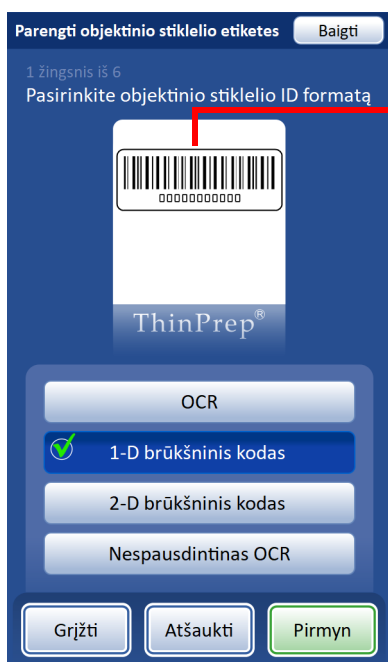 Parengti objektinio stiklelio etiketes
Baigti
1 žingsnis iš 6
Pasirinkite objektinio stiklelio ID formatą
00000000000
ThinPrep®
OCR
1-D brūkšninis kodas
2-D brūkšninis kodas
Nespausdintinas OCR
Grįžti
Atšaukti
Pirmyn